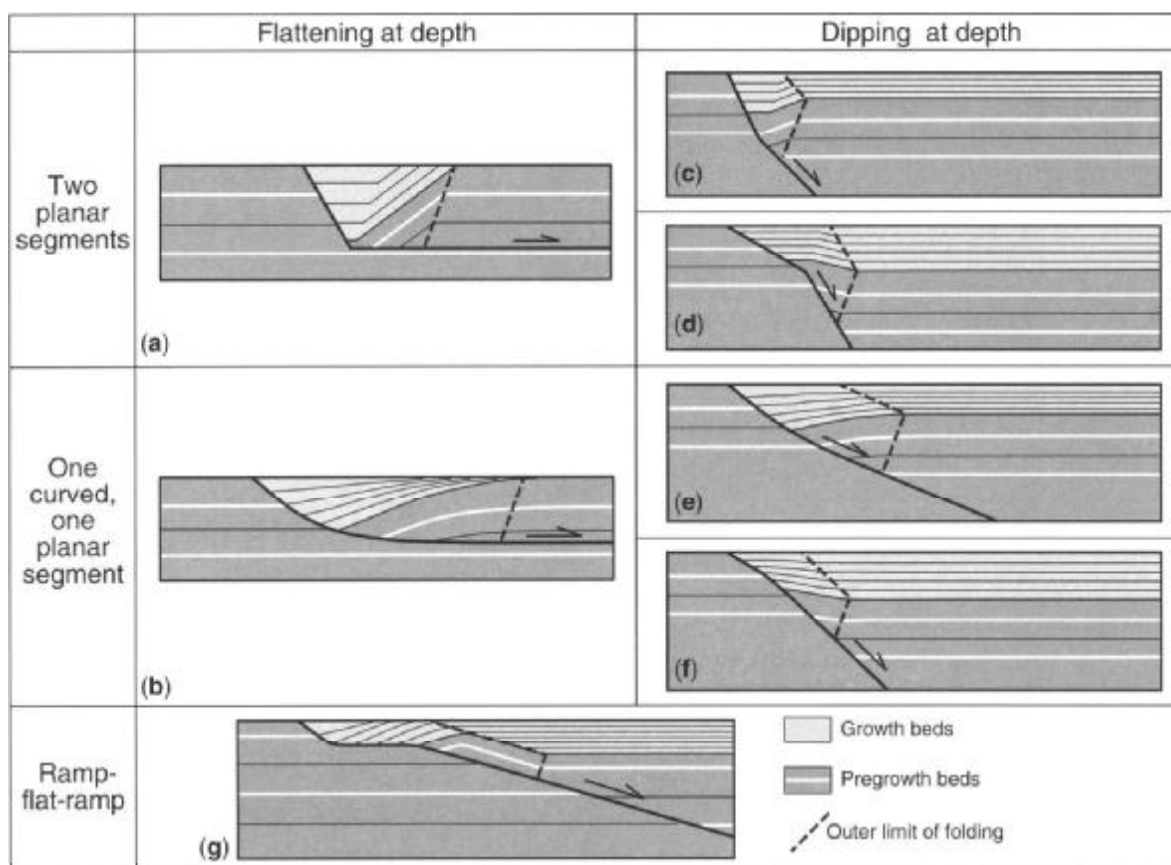 Flattening at depth
Dipping at depth
Two
planar
segments
(a)
(c)
(d)
One
curved,
one
planar
segment
(b)
(e)
(f)
Ramp-
flat-ramp
(g)
Growth beds
Pregrowth beds
Outer limit of folding